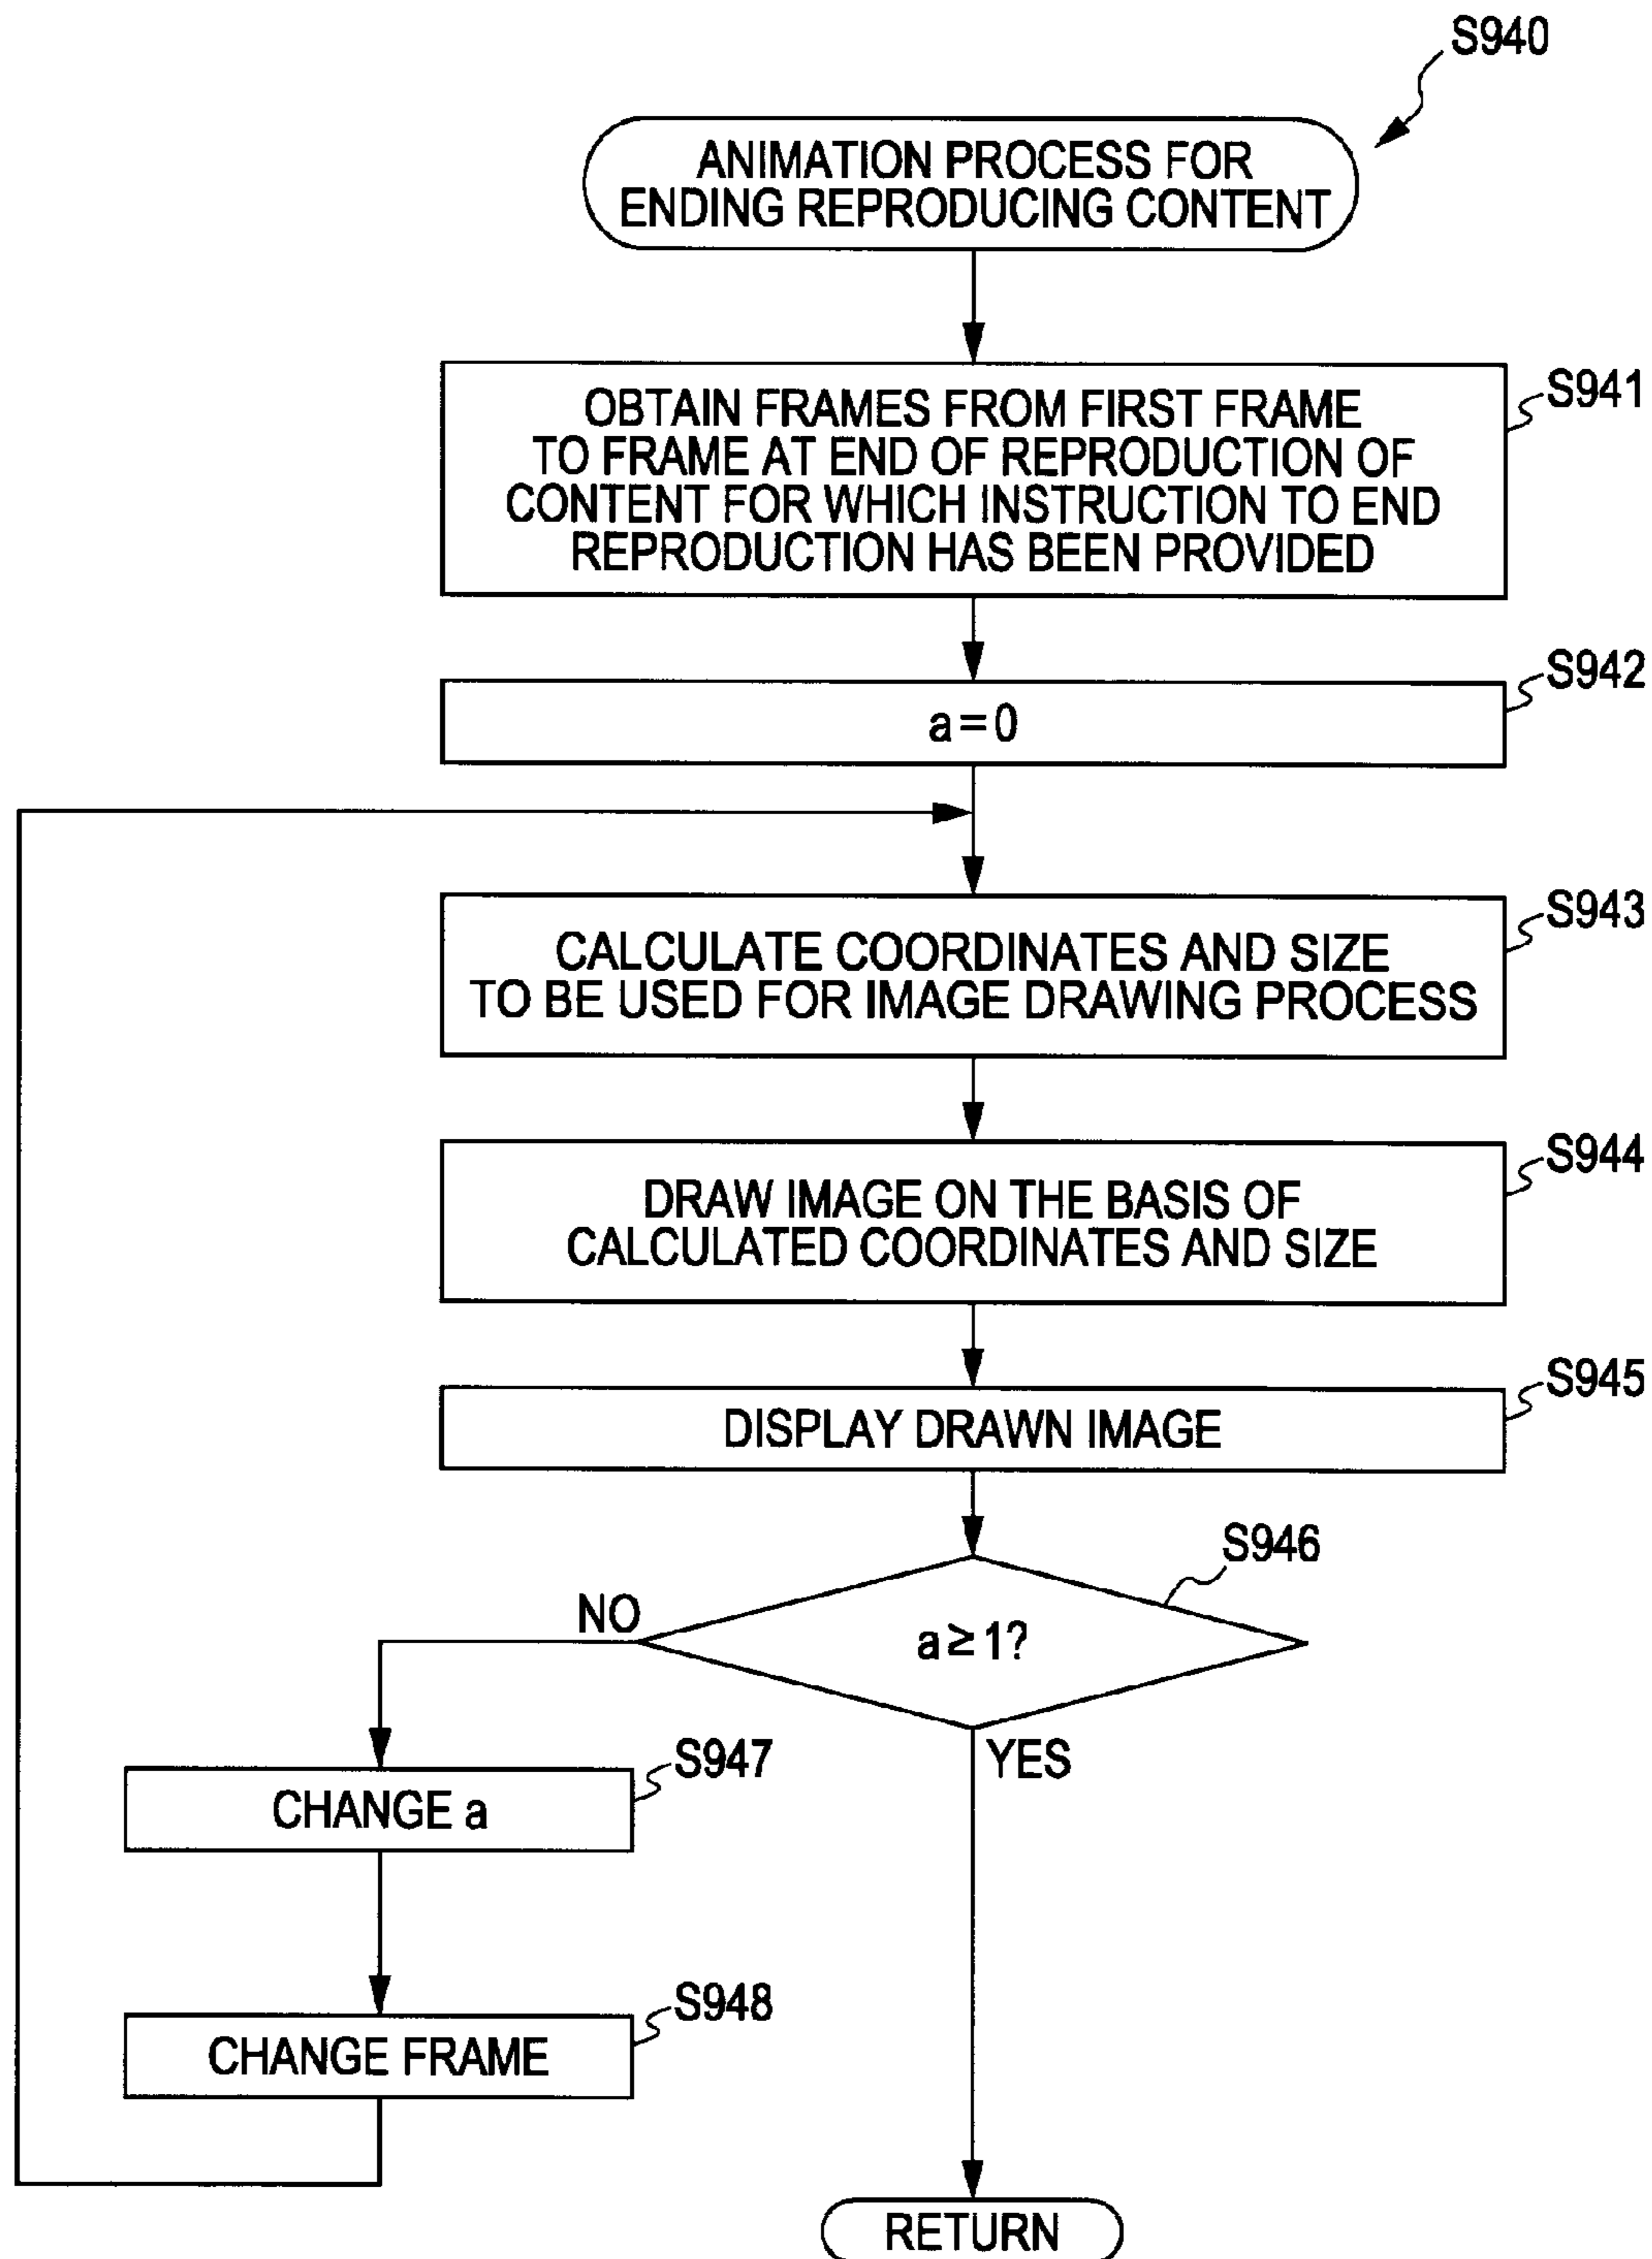 S940
ANIMATION PROCESS FOR
ENDING REPRODUCING CONTENT
S941
OBTAIN FRAMES FROM FIRST FRAME
TO FRAME AT END OF REPRODUCTION OF
CONTENT FOR WHICH INSTRUCTION TO END
REPRODUCTION HAS BEEN PROVIDED
S942
a = 0
S943
CALCULATE COORDINATES AND SIZE
TO BE USED FOR IMAGE DRAWING PROCESS
S944
DRAW IMAGE ON THE BASIS OF
CALCULATED COORDINATES AND SIZE
S945
DISPLAY DRAWN IMAGE
S946
NO
a ≥ 1?
YES
S947
CHANGE a
S948
CHANGE FRAME
RETURN